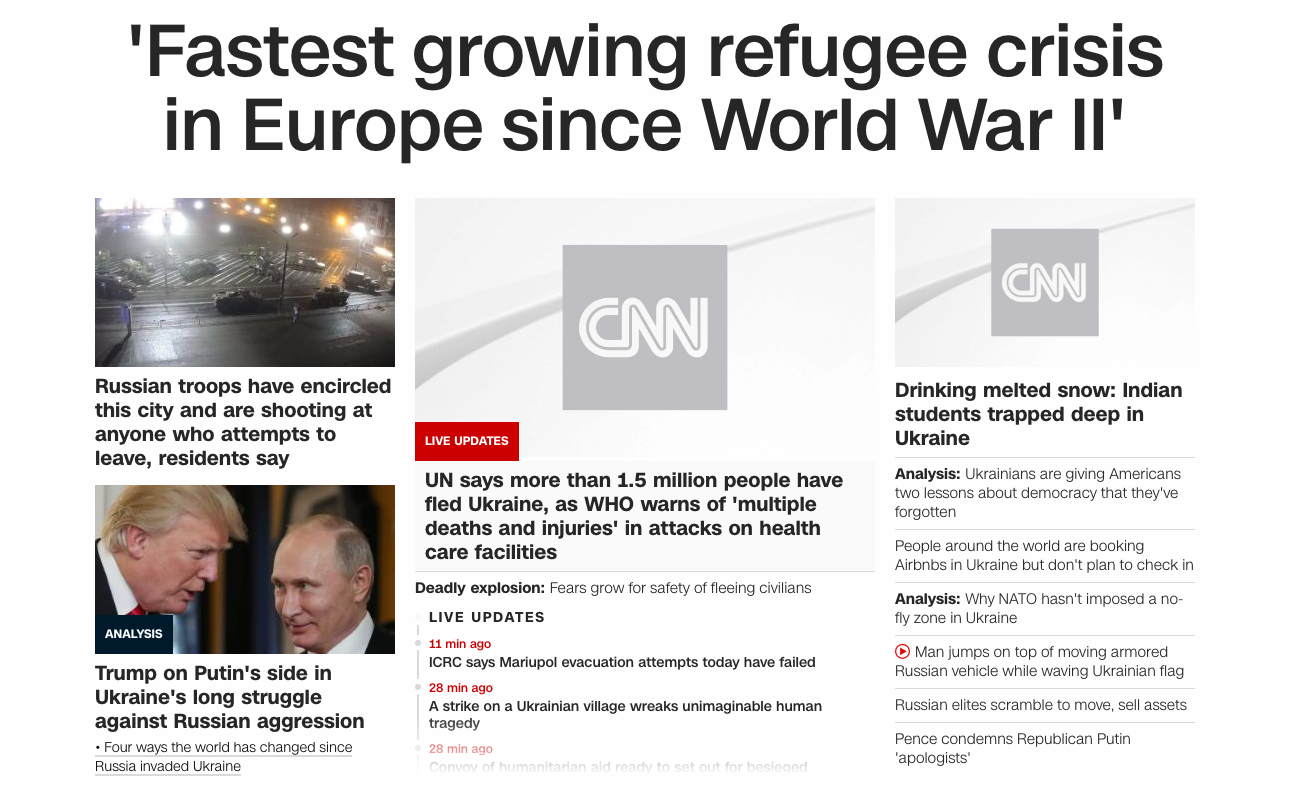 'Fastest growing refugee crisis
in Europe since World War II'
Russian troops have encircled
this city and are shooting at
anyone who attempts to
leave, residents say
ANALYSIS
Trump on Putin's side in
Ukraine's long struggle
against Russian aggression
• Four ways the world has changed since
Russia invaded Ukraine
CNN
LIVE UPDATES
UN says more than 1.5 million people have
fled Ukraine, as WHO warns of 'multiple
deaths and injuries' in attacks on health
care facilities
Deadly explosion: Fears grow for safety of fleeing civilians
LIVE UPDATES
11 min ago
ICRC says Mariupol evacuation attempts today have failed
28 min ago
A strike on a Ukrainian village wreaks unimaginable human
tragedy
28 min ago
Convoy of humanitarian aid ready to set out for besieged
CNN
Drinking melted snow: Indian
students trapped deep in
Ukraine
Analysis: Ukrainians are giving Americans
two lessons about democracy that they've
forgotten
People around the world are booking
Airbnbs in Ukraine but don't plan to check in
Analysis: Why NATO hasn't imposed a no-
fly zone in Ukraine
Man jumps on top of moving armored
Russian vehicle while waving Ukrainian flag
Russian elites scramble to move, sell assets
Pence condemns Republican Putin
'apologists'